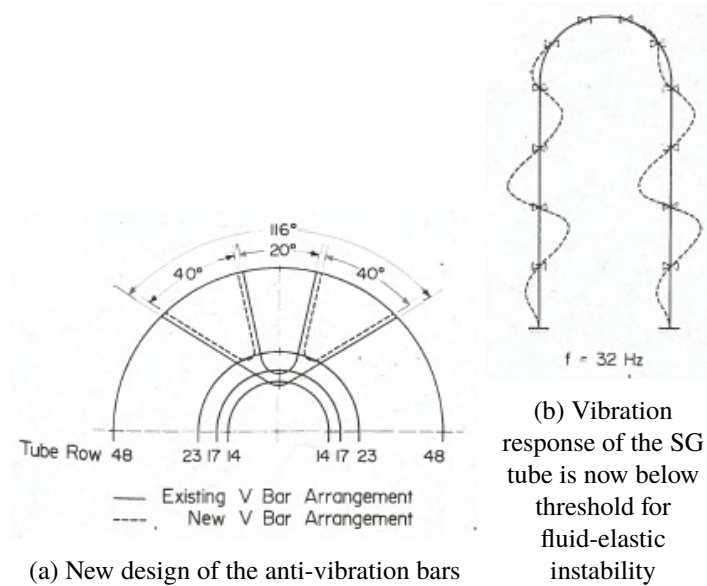 116°
20°
40° 40°
Tube Row 48 23 17 14 14 17 23 48
Existing V Bar Arrangement
New V Bar Arrangement
(a) New design of the anti-vibration bars
f = 32 Hz
(b) Vibration
response of the SG
tube is now below
threshold for
fluid-elastic
instability